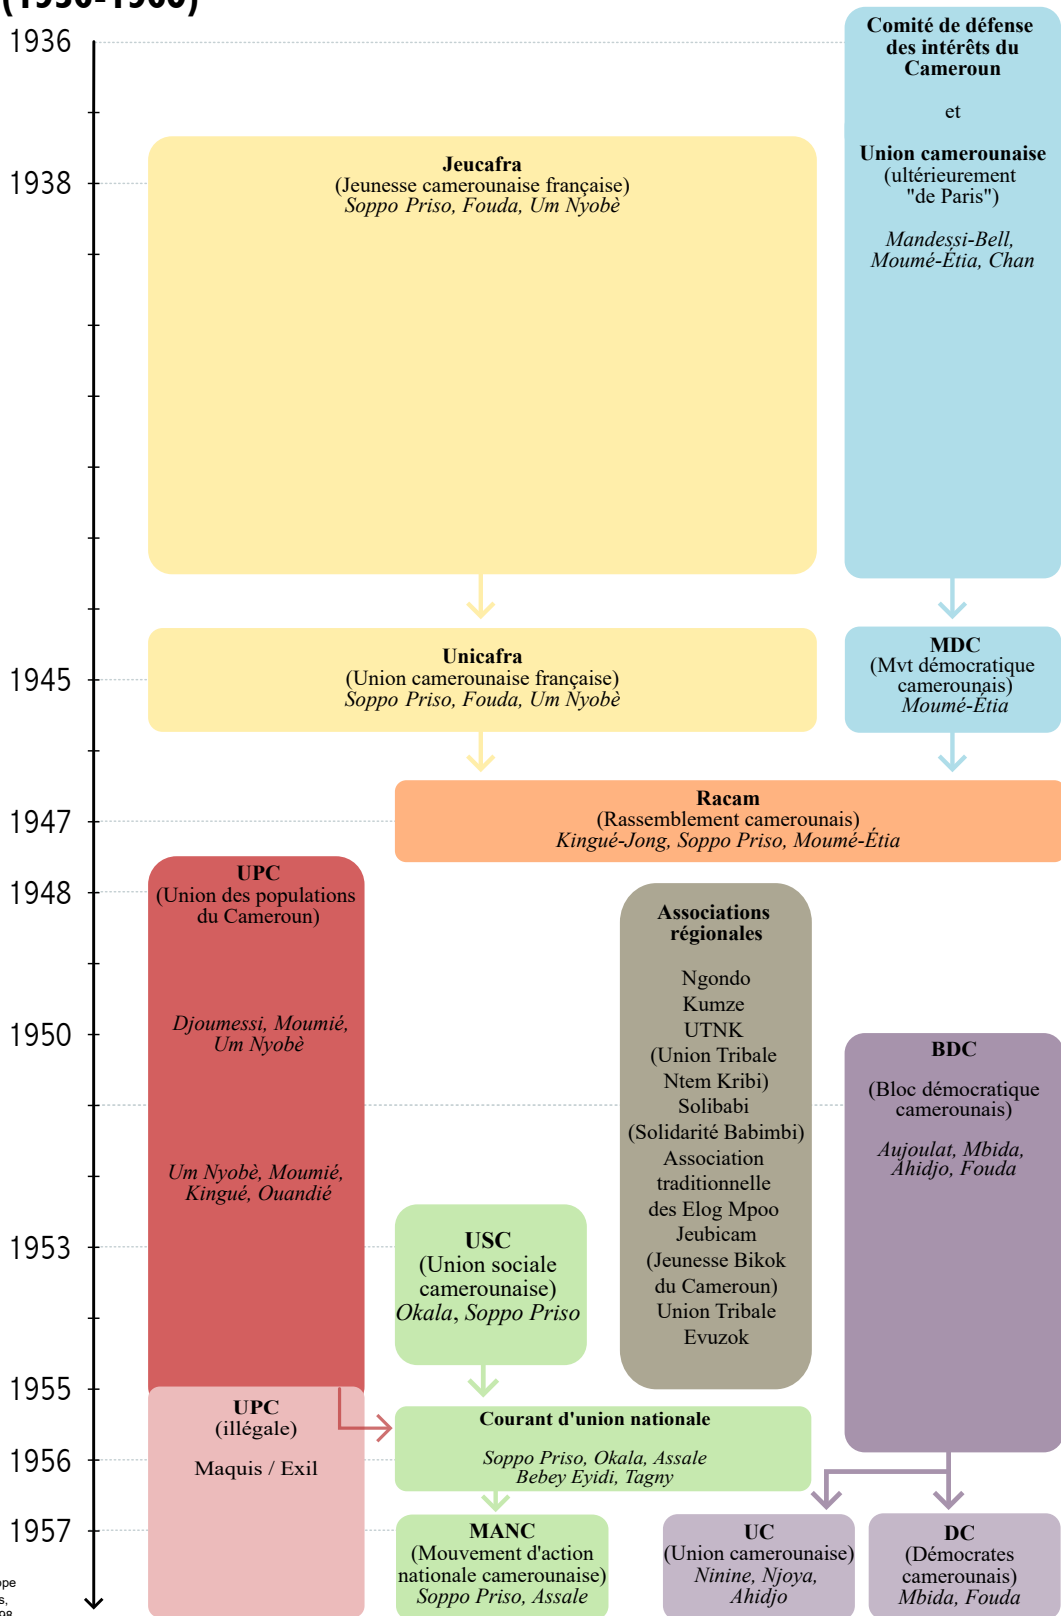 (1936-1960)
1936
Comité de défense
des intérêts du
Cameroun
et
Union camerounaise
(ultérieurement
"de Paris")
Mandessi-Bell,
Moumé-Étia, Chan
Jeucafra
(Jeunesse camerounaise française)
Soppo Priso, Fouda, Um Nyobè
1938
Unicafra
(Union camerounaise française)
Soppo Priso, Fouda, Um Nyobè
MDC
(Mvt démocratique
camerounais)
Moumé-Étia
1945
Racam
(Rassemblement camerounais)
Kingué-Jong, Soppo Priso, Moumé-Étia
1947
UPC
(Union des populations
du Cameroun)
Djoumessi, Moumié,
Um Nyobè
Um Nyobè, Moumié,
Kingué, Ouandié
1948
Associations
régionales
Ngondo
Kumze
UTNK
(Union Tribale
Ntem Kribi)
Solibabi
(Solidarité Babimbi)
Association
traditionnelle
des Elog Mpoo
Jeubicam
(Jeunesse Bikok
du Cameroun)
Union Tribale
Evuzok
1950
BDC
(Bloc démocratique
camerounais)
Aujoulat, Mbida,
Ahidjo, Fouda
1953
USC
(Union sociale
camerounaise)
Okala, Soppo Priso
1955
UPC
(illégale)
Maquis / Exil
Courant d'union nationale
Soppo Priso, Okala, Assale
Bebey Eyidi, Tagny
1956
1957
MANC
(Mouvement d'action
nationale camerounaise)
Soppo Priso, Assale
UC
(Union camerounaise)
Ninine, Njoya,
Ahidjo
DC
(Démocrates
camerounais)
Mbida, Fouda